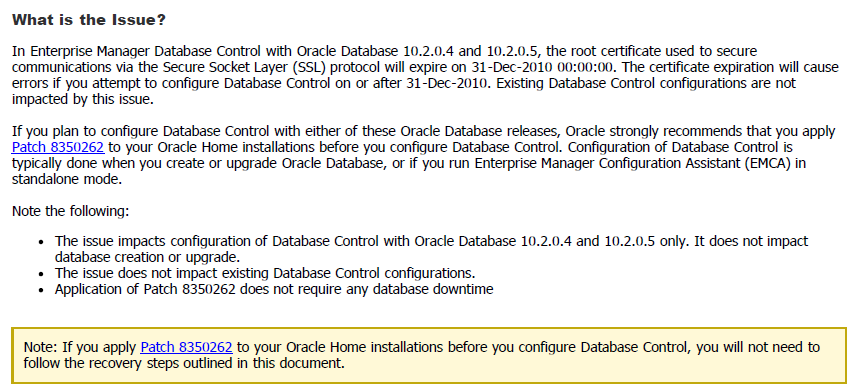 What is the Issue?
In Enterprise Manager Database Control with Oracle Database 10.2.0.4 and 10.2.0.5, the root certificate used to secure
communications via the Secure Socket Layer (SSL) protocol will expire on 31-Dec-2010 00:00:00. The certificate expiration will cause
errors if you attempt to configure Database Control on or after 31-Dec-2010. Existing Database Control configurations are not
impacted by this issue.
If you plan to configure Database Control with either of these Oracle Database releases, Oracle strongly recommends that you apply
Patch 8350262 to your Oracle Home installations before you configure Database Control. Configuration of Database Control is
typically done when you create or upgrade Oracle Database, or if you run Enterprise Manager Configuration Assistant (EMCA) in
standalone mode.
Note the following:
• The issue impacts configuration of Database Control with Oracle Database 10.2.0.4 and 10.2.0.5 only. It does not impact
database creation or upgrade.
• The issue does not impact existing Database Control configurations.
• Application of Patch 8350262 does not require any database downtime
Note: If you apply Patch 8350262 to your Oracle Home installations before you configure Database Control, you will not need to
follow the recovery steps outlined in this document.